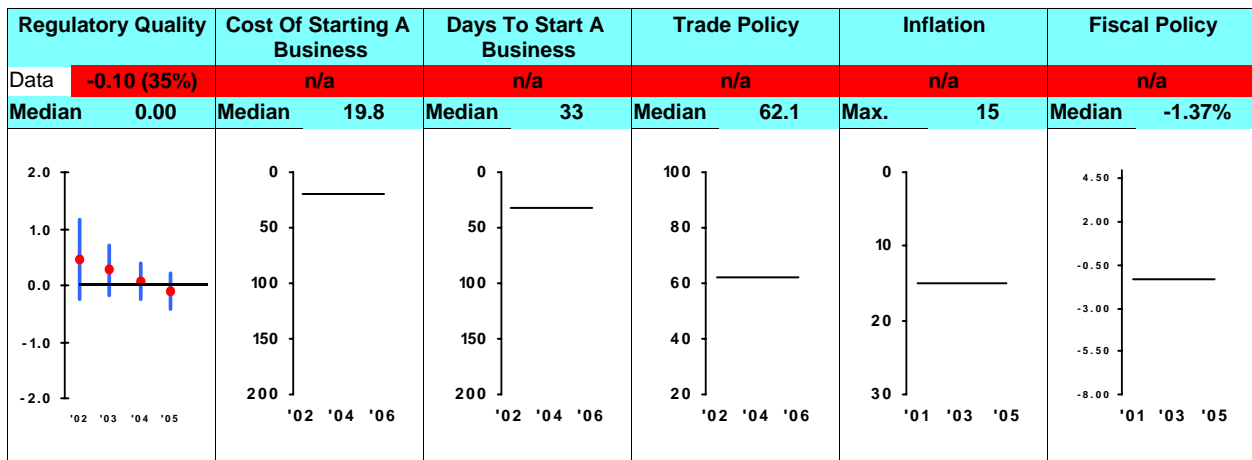 Regulatory Quality
Cost Of Starting A
Business
Days To Start A
Business
Trade Policy
Inflation
Fiscal Policy
Data -0.10 (35%) n/a n/a n/a n/a n/a
Median 0.00 Median 19.8 Median 33 Median 62.1 Max. 15 Median -1.37%
2.0
1.0
0.0
-1.0
-2.0
'02 '03 '04 '05
0
50
100
150
200
'02 '04 '06
0
50
100
150
200
'02 '04 '06
100
80
60
40
20
'02 '04 '06
0
10
20
30
'01 '03 '05
4.50
2.00
-0.50
-3.00
-5.50
-8.00
'01 '03 '05